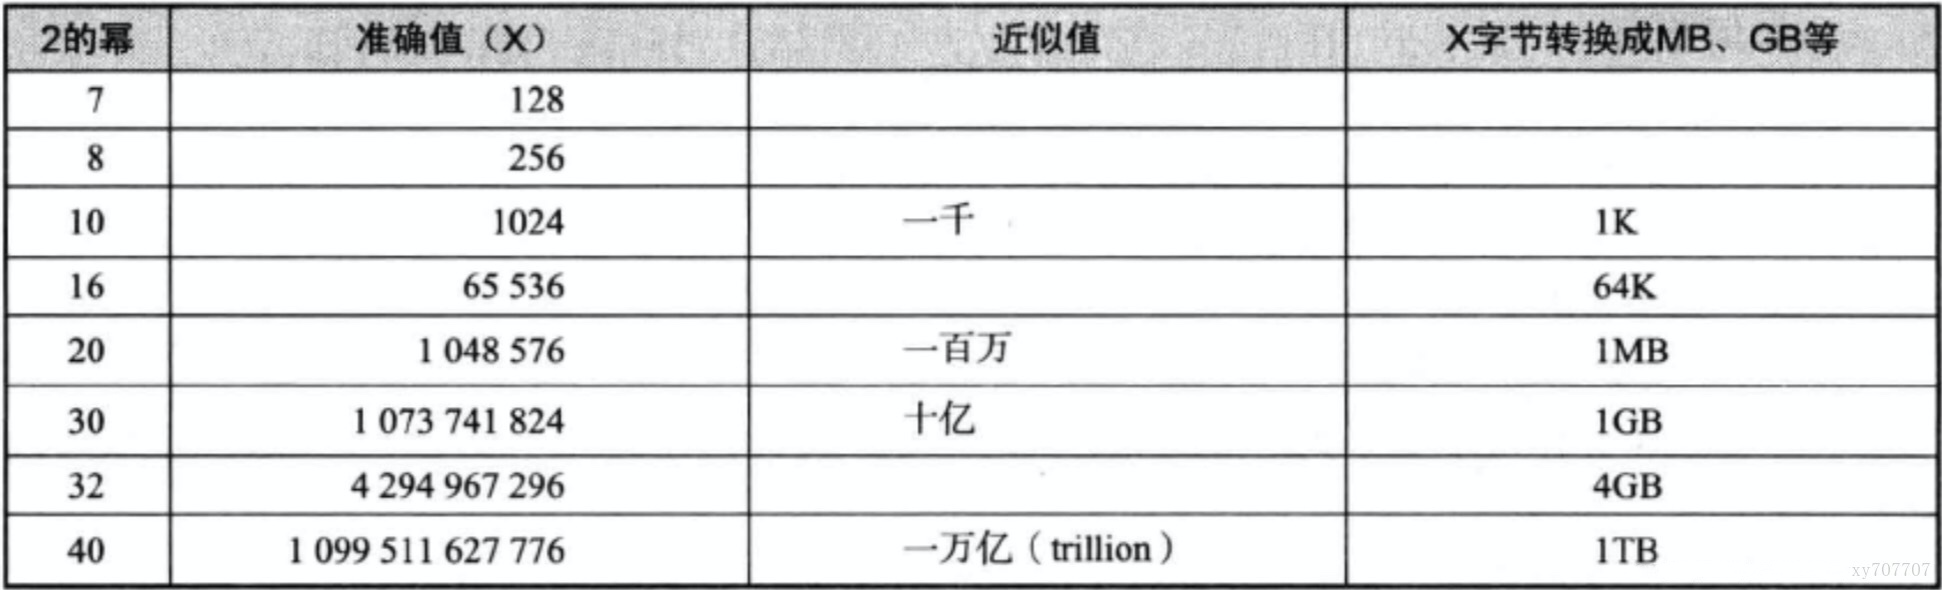 2的幂 准确值（X） 近似值 X字节转换成MB、GB等
7 128
8 256
10 1024 一千 1K
16 65 536 64K
20 1 048 576 一百万 1MB
30 1 073 741 824 十亿 1GB
32 4 294 967 296 4GB
40 1 099 511 627 776 一万亿（trillion） 1TB
xy707707